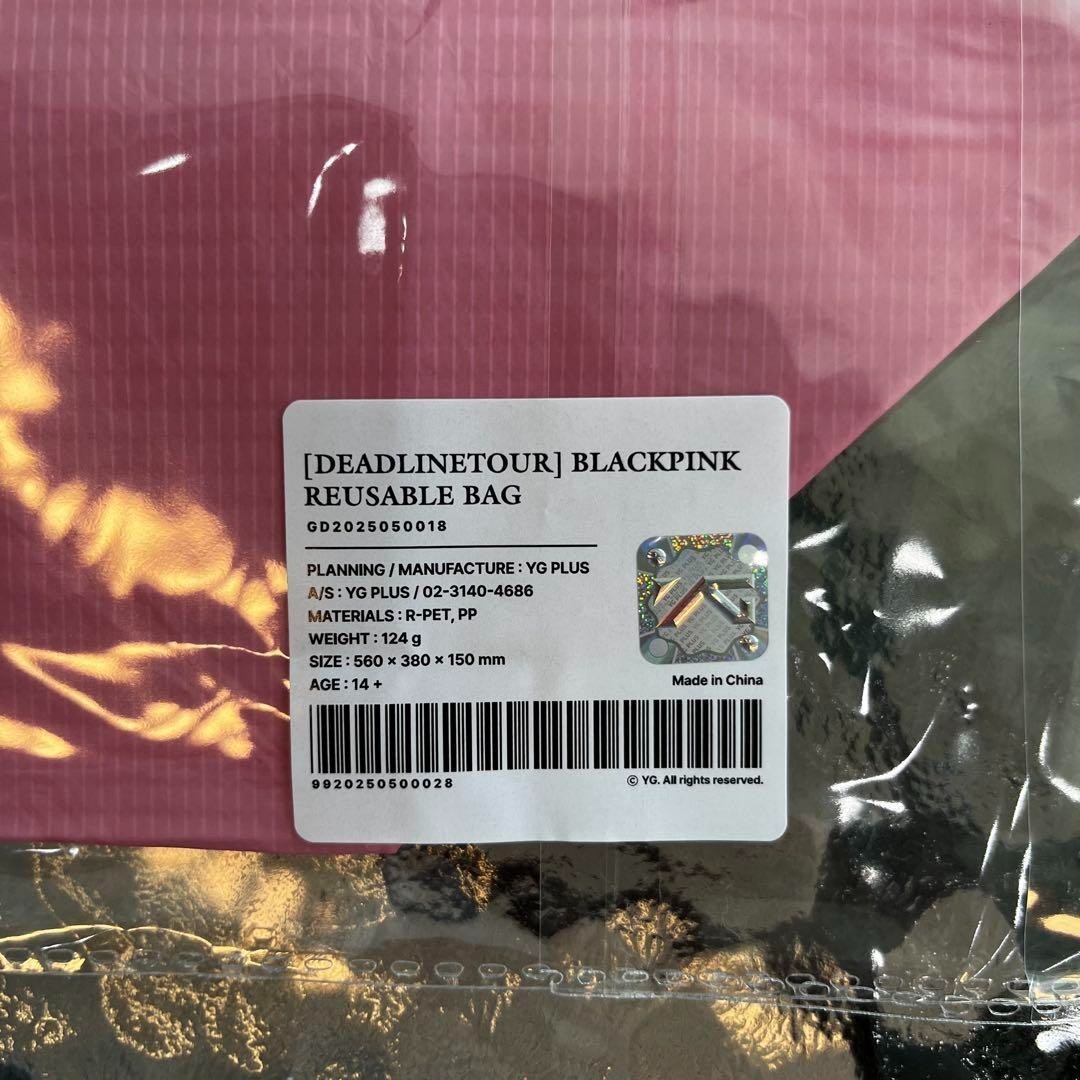 [DEADLINETOUR] BLACKPINK
REUSABLE BAG
GD2025050018
PLANNING / MANUFACTURE : YG PLUS
A/S : YG PLUS / 02-3140-4686
MATERIALS : R-PET, PP
WEIGHT : 124 g
SIZE : 560 × 380 × 150 mm
AGE : 14 +
Made in China
9920250500028
© YG. All rights reserved.